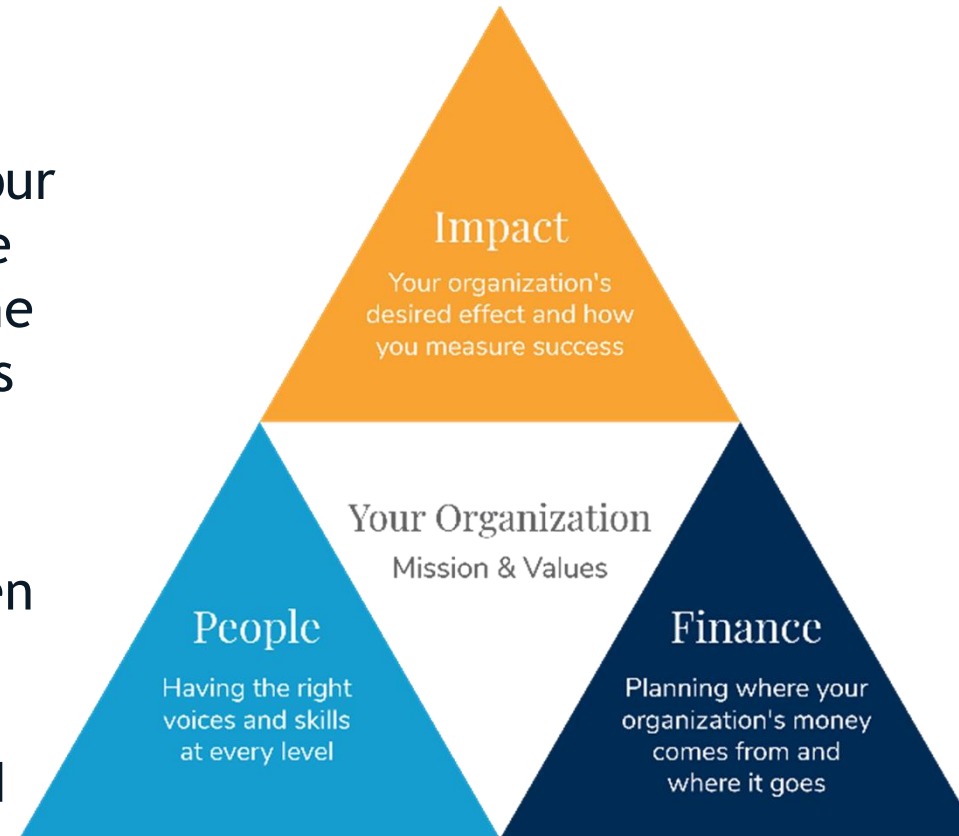 Impact
Your organization's
desired effect and how
you measure success
Your Organization
Mission & Values
People
Having the right
voices and skills
at every level
Finance
Planning where your
organization's money
comes from and
where it goes